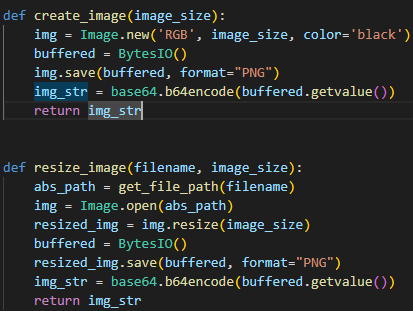 def create_image(image_size):
    img = Image.new('RGB', image_size, color='black')
    buffered = BytesIO()
    img.save(buffered, format="PNG")
    img_str = base64.b64encode(buffered.getvalue())
    return img_str
def resize_image(filename, image_size):
    abs_path = get_file_path(filename)
    img = Image.open(abs_path)
    resized_img = img.resize(image_size)
    buffered = BytesIO()
    resized_img.save(buffered, format="PNG")
    img_str = base64.b64encode(buffered.getvalue())
    return img_str